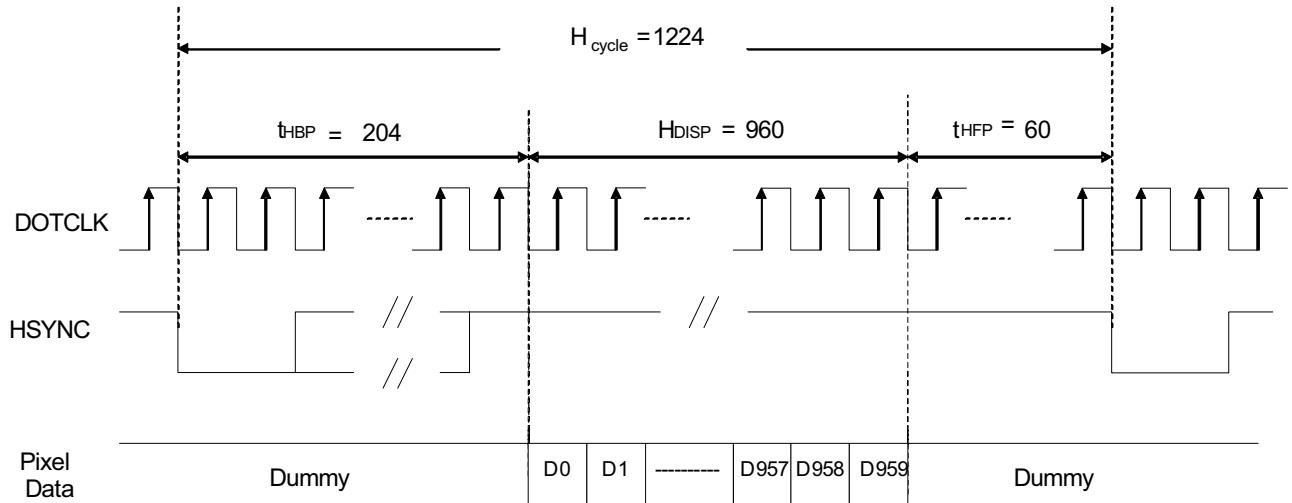 H cycle =1224
tHBP = 204
HDISP = 960
tHFP = 60
DOTCLK
HSYNC
Pixel Data
Dummy
D0
D1
D957
D958
D959
Dummy